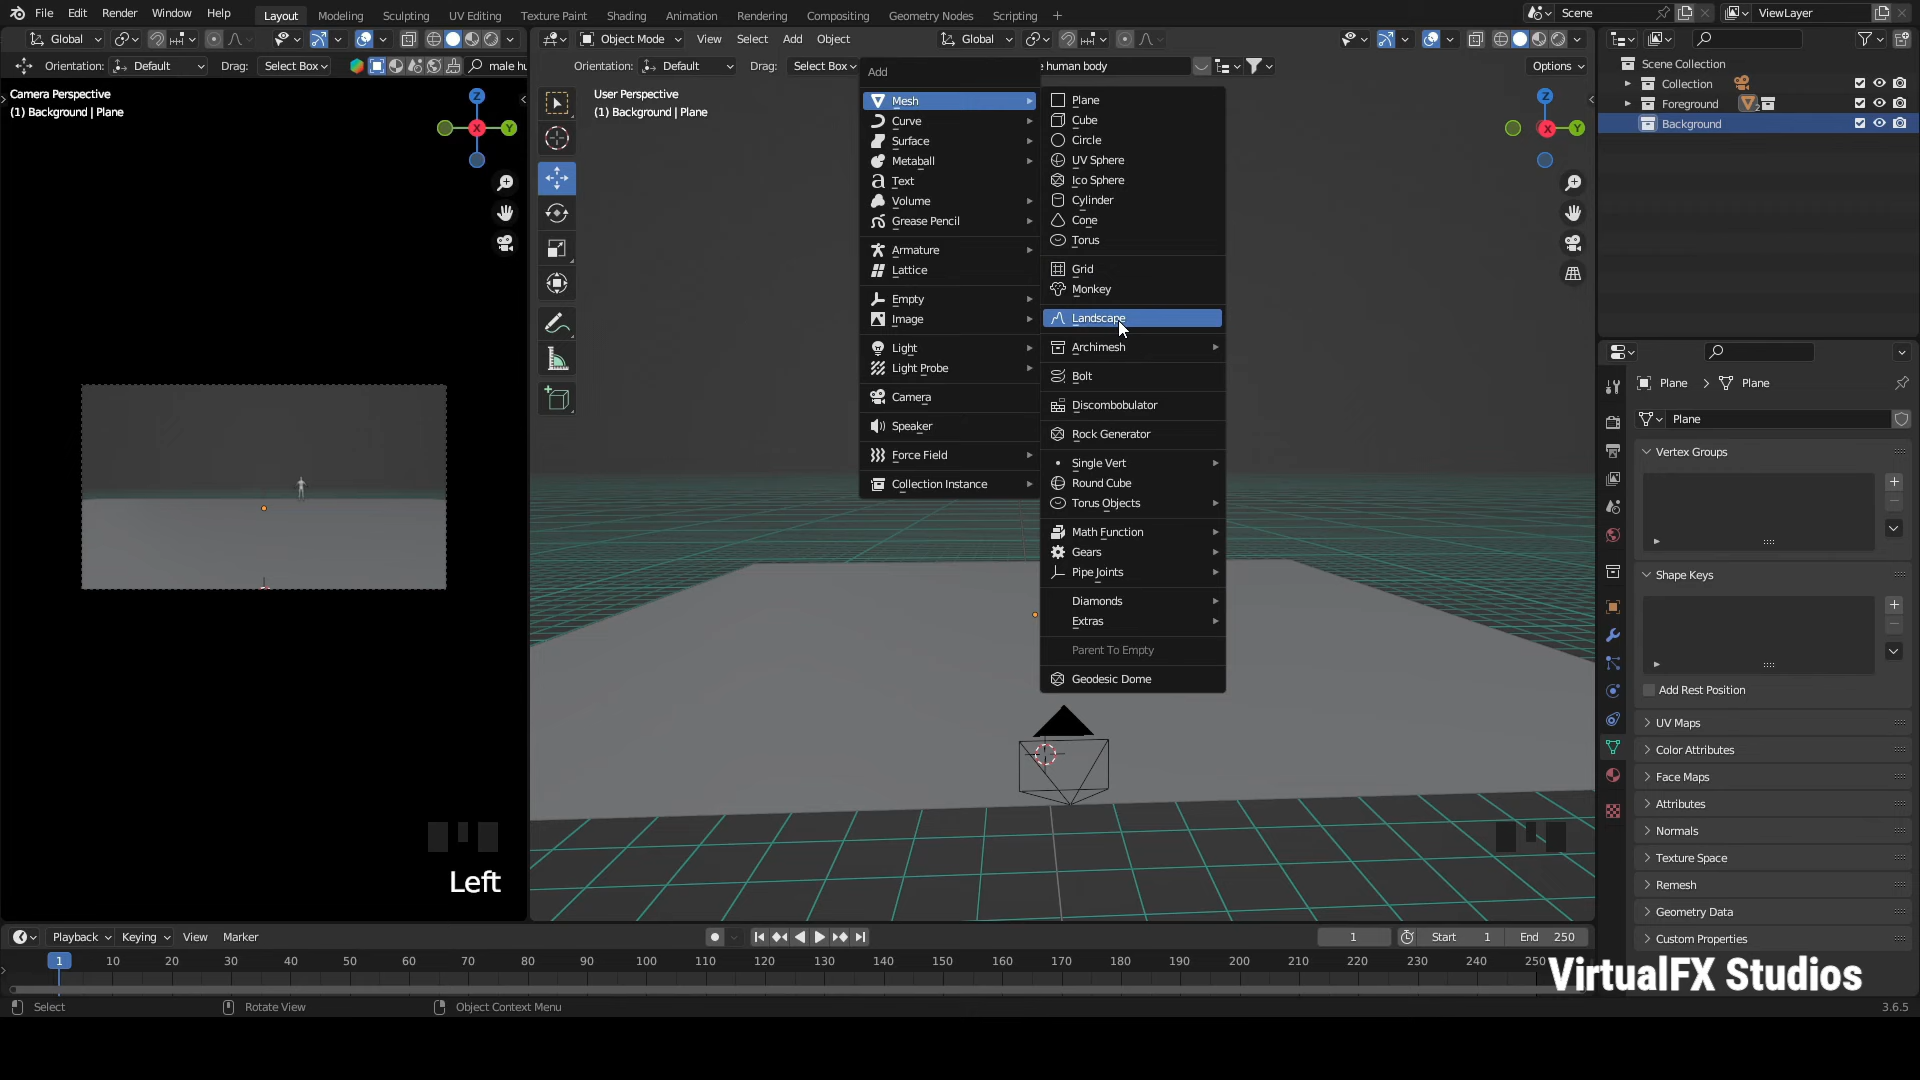 File Edit Render Window Help
Layout Modeling Sculpting UV Editing Texture Paint Shading Animation Rendering Compositing Geometry Nodes Scripting +
Scene
ViewLayer
Global
Object Mode View Select Add Object
Global
Orientation: Default Drag: Select Box
male hu
Orientation: Default Drag: Select Box
e human body
Options
Camera Perspective
(1) Background | Plane
User Perspective
(1) Background | Plane
Z
X
Y
Z
X
Y
Add
Mesh
Curve
Surface
Metaball
Text
Volume
Grease Pencil
Armature
Lattice
Empty
Image
Light
Light Probe
Camera
Speaker
Force Field
Collection Instance
Plane
Cube
Circle
UV Sphere
Ico Sphere
Cylinder
Cone
Torus
Grid
Monkey
Landscape
Archimesh
Bolt
Discombobulator
Rock Generator
Single Vert
Round Cube
Torus Objects
Math Function
Gears
Pipe Joints
Diamonds
Extras
Parent To Empty
Geodesic Dome
Scene Collection
Collection
Foreground
Background
Plane > Plane
Plane
Vertex Groups
Shape Keys
Add Rest Position
UV Maps
Color Attributes
Face Maps
Attributes
Normals
Texture Space
Remesh
Geometry Data
Custom Properties
Left
Playback Keying View Marker
1 Start 1 End 250
1 10 20 30 40 50 60 70 80 90 100 110 120 130 140 150 160 170 180 190 200 210 220 230 240 250
VirtualFX Studios
Select Rotate View Object Context Menu
3.6.5